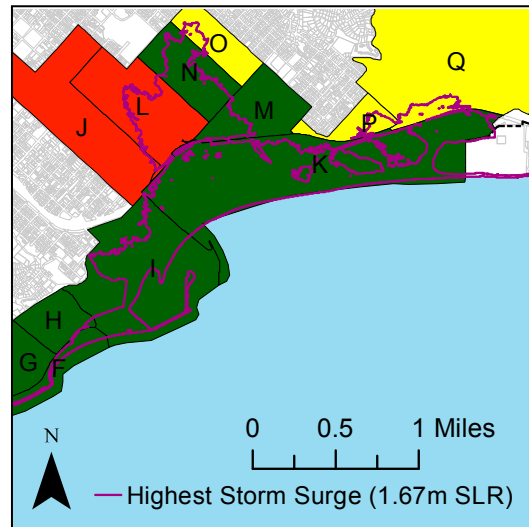 O
Q
N
L
M
J
P
K
I
H
G
F
N
0 0.5 1 Miles
Highest Storm Surge (1.67m SLR)